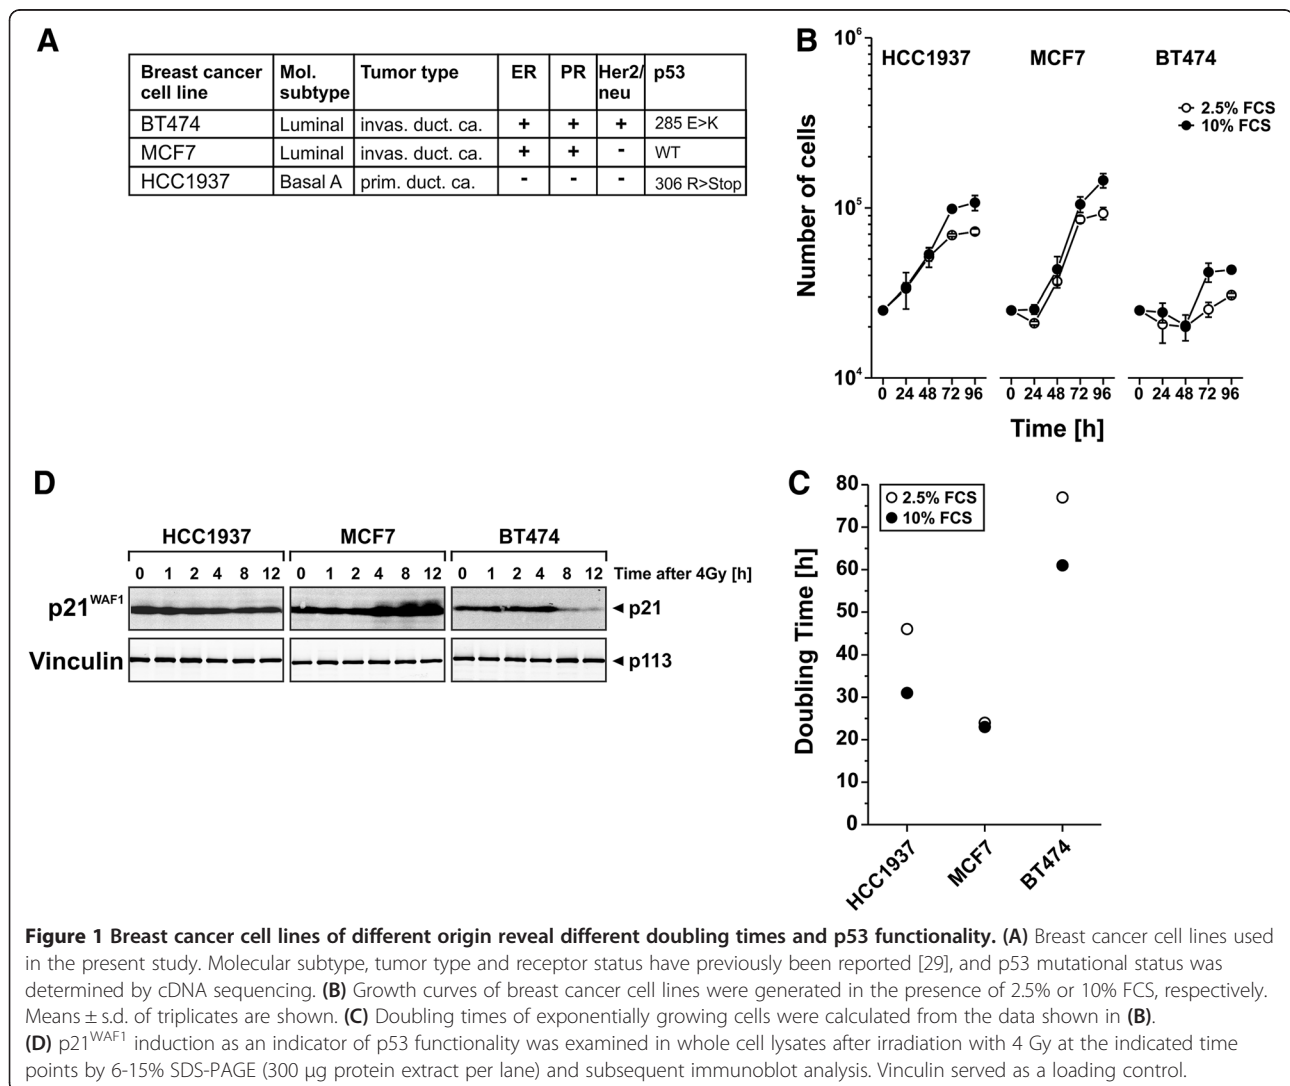 A
Breast cancer cell line | Mol. subtype | Tumor type | ER | PR | Her2/neu | p53
BT474 | Luminal | invas. duct. ca. | + | + | + | 285 E>K
MCF7 | Luminal | invas. duct. ca. | + | + | - | WT
HCC1937 | Basal A | prim. duct. ca. | - | - | - | 306 R>Stop
B
HCC1937 MCF7 BT474
2.5% FCS
10% FCS
Number of cells
10⁶
10⁵
10⁴
0 24 48 72 96 0 24 48 72 96 0 24 48 72 96
Time [h]
D
HCC1937 MCF7 BT474
0 1 2 4 8 12 0 1 2 4 8 12 0 1 2 4 8 12 Time after 4Gy [h]
p21WAF1 p21
Vinculin p113
C
2.5% FCS
10% FCS
Doubling Time [h]
80
70
60
50
40
30
20
10
0
HCC1937 MCF7 BT474
Figure 1 Breast cancer cell lines of different origin reveal different doubling times and p53 functionality. (A) Breast cancer cell lines used
in the present study. Molecular subtype, tumor type and receptor status have previously been reported [29], and p53 mutational status was
determined by cDNA sequencing. (B) Growth curves of breast cancer cell lines were generated in the presence of 2.5% or 10% FCS, respectively.
Means ± s.d. of triplicates are shown. (C) Doubling times of exponentially growing cells were calculated from the data shown in (B).
(D) p21WAF1 induction as an indicator of p53 functionality was examined in whole cell lysates after irradiation with 4 Gy at the indicated time
points by 6-15% SDS-PAGE (300 μg protein extract per lane) and subsequent immunoblot analysis. Vinculin served as a loading control.